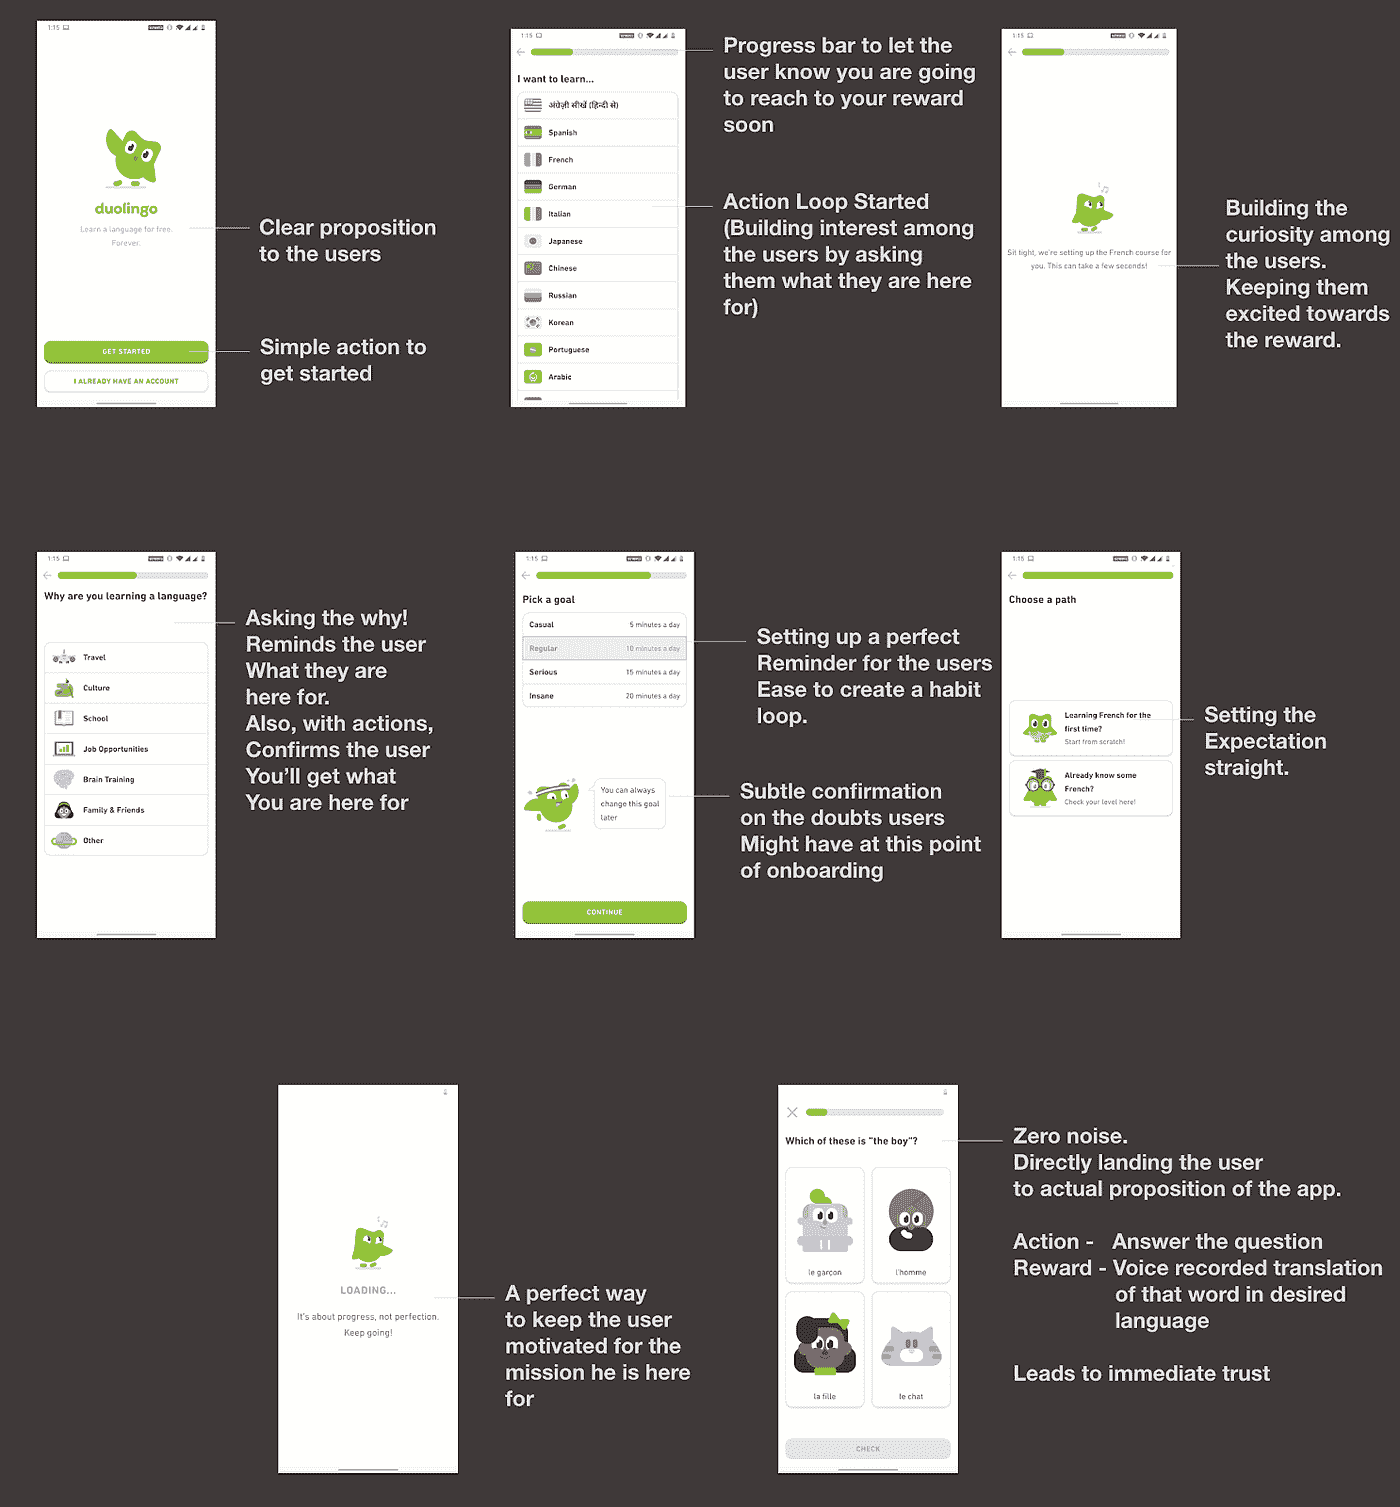 1:15
duolingo
Learn a language for free.
Forever.
GET STARTED
I ALREADY HAVE AN ACCOUNT
Clear proposition
to the users
Simple action to
get started
1:15
I want to learn...
अंग्रेज़ी सीखें (हिन्दी से)
Spanish
French
German
Italian
Japanese
Chinese
Russian
Korean
Portuguese
Arabic
Progress bar to let the
user know you are going
to reach to your reward
soon
Action Loop Started
(Building interest among
the users by asking
them what they are here
for)
1:15
Sit tight, we're setting up the French course for
you. This can take a few seconds!
Building the
curiosity among
the users.
Keeping them
excited towards
the reward.
1:15
Why are you learning a language?
Travel
Culture
School
Job Opportunities
Brain Training
Family & Friends
Other
Asking the why!
Reminds the user
What they are
here for.
Also, with actions,
Confirms the user
You'll get what
You are here for
1:15
Pick a goal
Casual 5 minutes a day
Regular 10 minutes a day
Serious 15 minutes a day
Insane 20 minutes a day
You can always
change this goal
later
CONTINUE
Setting up a perfect
Reminder for the users
Ease to create a habit
loop.
Subtle confirmation
on the doubts users
Might have at this point
of onboarding
1:15
Choose a path
Learning French for the
first time?
Start from scratch!
Already know some
French?
Check your level here!
Setting the
Expectation
straight.
LOADING...
It's about progress, not perfection.
Keep going!
A perfect way
to keep the user
motivated for the
mission he is here
for
Which of these is "the boy"?
le garçon
l'homme
la fille
le chat
CHECK
Zero noise.
Directly landing the user
to actual proposition of the app.
Action - Answer the question
Reward - Voice recorded translation
of that word in desired
language
Leads to immediate trust